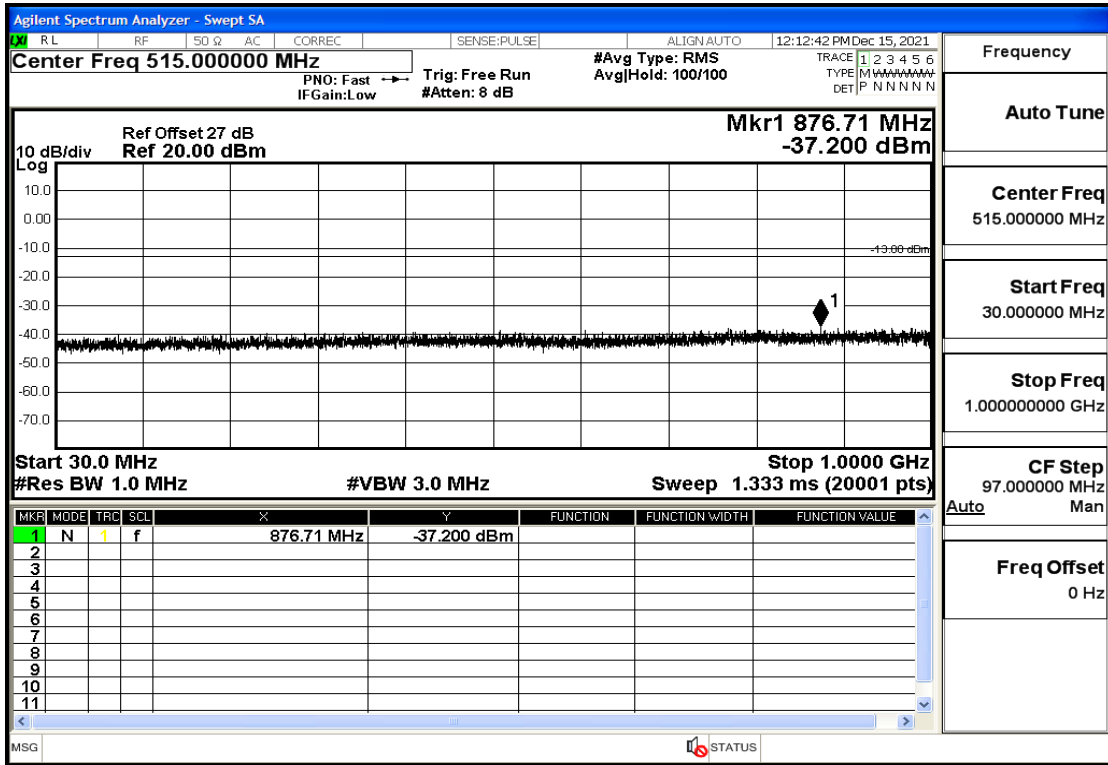 Agilent Spectrum Analyzer - Swept SA
LXI RL RF 50 Ω AC CORREC SENSE:PULSE ALIGN AUTO 12:12:42 PM Dec 15, 2021
Center Freq 515.000000 MHz
PNO: Fast
IFGain:Low
Trig: Free Run
#Atten: 8 dB
#Avg Type: RMS
Avg|Hold: 100/100
TRACE 1 2 3 4 5 6
TYPE M WWWWW
DET P N N N N N
Mkr1 876.71 MHz
-37.200 dBm
Ref Offset 27 dB
10 dB/div Ref 20.00 dBm
Log
10.0
0.00
-10.0
-13.00 dBm
-20.0
-30.0
1
-40.0
-50.0
-60.0
-70.0
Start 30.0 MHz Stop 1.0000 GHz
#Res BW 1.0 MHz #VBW 3.0 MHz Sweep 1.333 ms (20001 pts)
MKR MODE TRC SCL X Y FUNCTION FUNCTION WIDTH FUNCTION VALUE
1 N 1 f 876.71 MHz -37.200 dBm
2
3
4
5
6
7
8
9
10
11
MSG STATUS
Frequency
Auto Tune
Center Freq
515.000000 MHz
Start Freq
30.000000 MHz
Stop Freq
1.000000000 GHz
CF Step
97.000000 MHz
Auto Man
Freq Offset
0 Hz